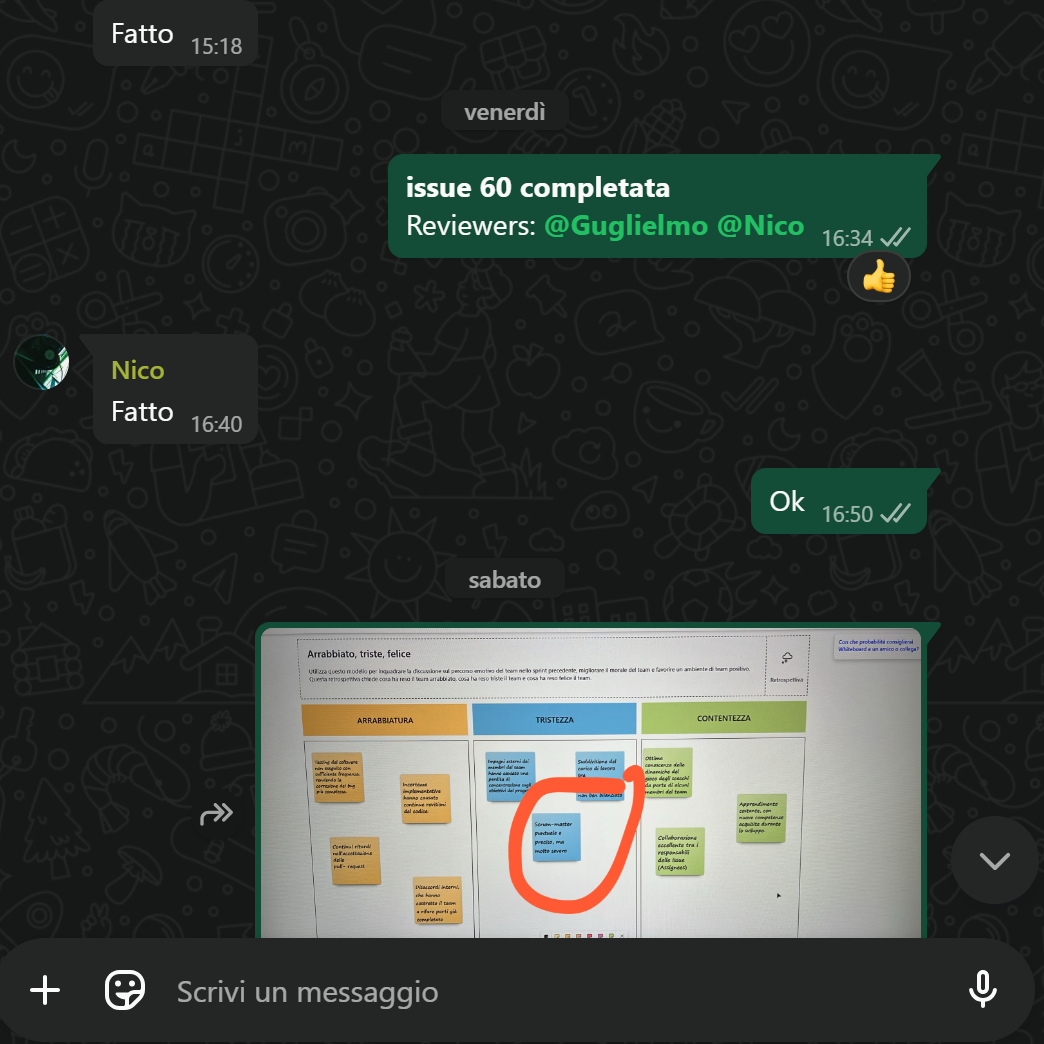 Fatto 15:18
venerdì
issue 60 completata
Reviewers: @Guglielmo @Nico 16:34
Nico
Fatto 16:40
Ok 16:50
sabato
Arrabbiato, triste, felice
Utilizza questo modello per inquadrare la discussione sul percorso emotivo del team nello sprint precedente, migliorare il morale del team e favorire un ambiente di team positivo.
Questa retrospettiva chiede cosa ha reso il team arrabbiato, cosa ha reso triste il team e cosa ha reso felice il team.
Retrospettiva
Con che probabilità consiglieresti
Whiteboard a un amico o collega?
ARRABBIATURA
TRISTEZZA
CONTENTEZZA
Testing del software
non eseguito con
sufficiente frequenza,
rendendo la
correzione dei bug
più complessa.
Incertezze
implementative
hanno causato
continue revisioni
del codice.
Continui ritardi
nell'accettazione
delle
pull-request
Disaccordi interni,
che hanno
costretto il team
a rifare parti già
completate
Impegni esterni dei
membri del team
hanno causato una
perdita di
concentrazione sugli
obiettivi del
Suddivisione del
carico di lavoro
non ben bilanciata
Scrum-master
puntuale e
preciso, ma
molto severo
Ottima
conoscenza delle
dinamiche del
gioco degli scacchi
da parte di alcuni
membri del team
Apprendimento
costante, con
nuove competenze
acquisite durante
lo sviluppo.
Collaborazione
eccellente tra i
responsabili
delle issue
(Assignees)
Scrivi un messaggio